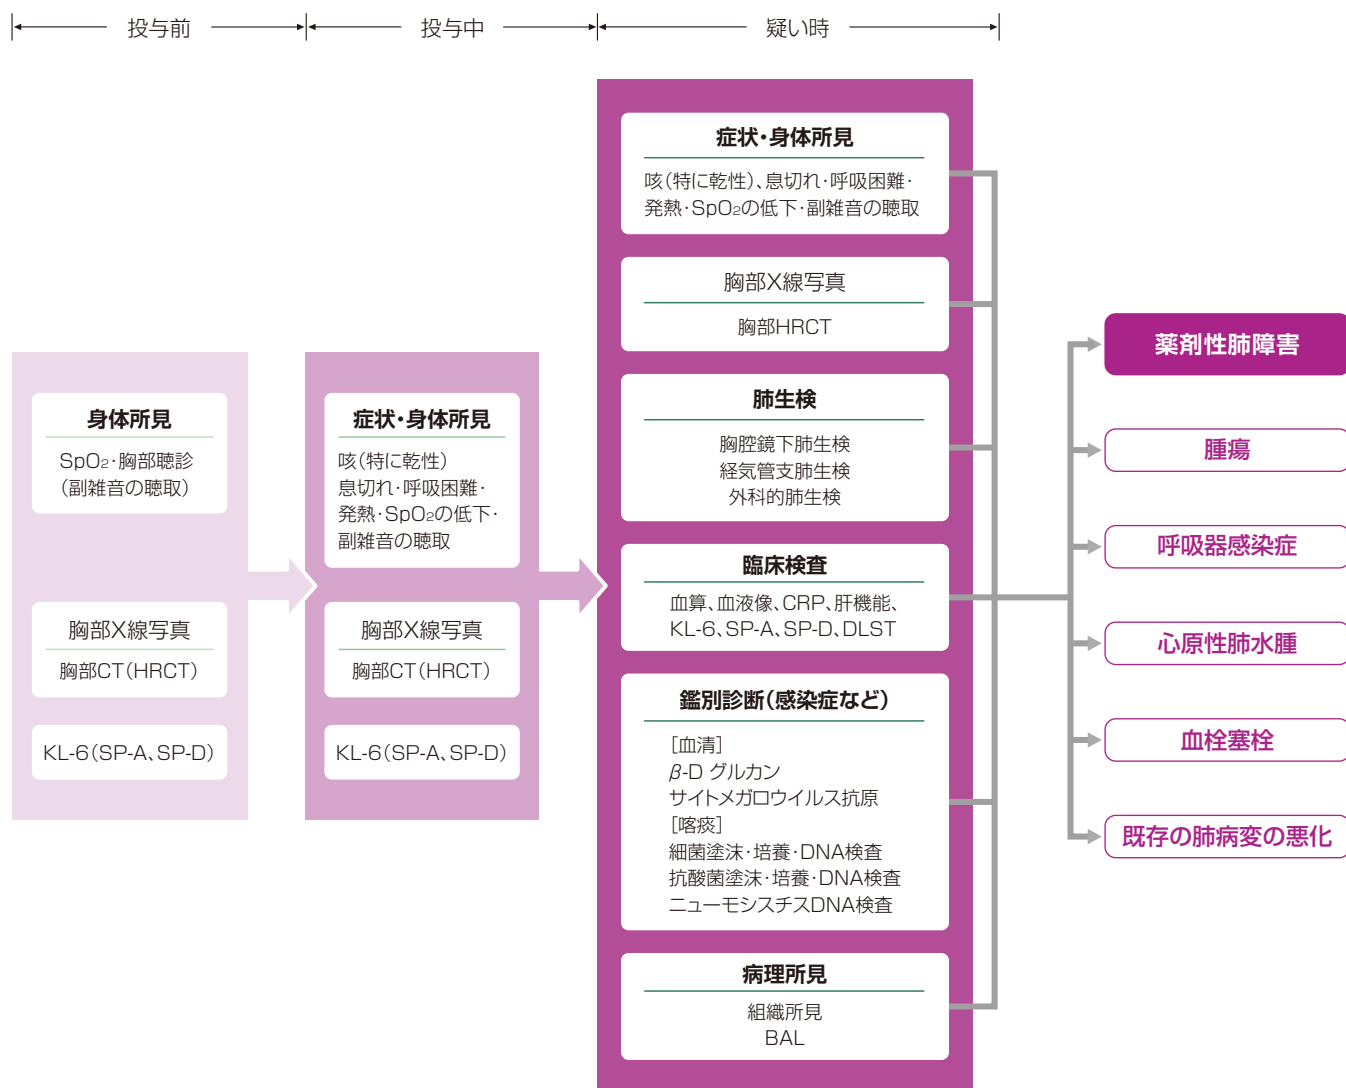 投与前
投与中
疑い時
身体所見
SpO₂・胸部聴診
(副雑音の聴取)
胸部X線写真
胸部CT(HRCT)
KL-6(SP-A、SP-D)
症状・身体所見
咳(特に乾性)
息切れ・呼吸困難・
発熱・SpO₂の低下・
副雑音の聴取
胸部X線写真
胸部CT(HRCT)
KL-6(SP-A、SP-D)
症状・身体所見
咳(特に乾性)、息切れ・呼吸困難・
発熱・SpO₂の低下・副雑音の聴取
胸部X線写真
胸部HRCT
肺生検
胸腔鏡下肺生検
経気管支肺生検
外科的肺生検
臨床検査
血算、血液像、CRP、肝機能、
KL-6、SP-A、SP-D、DLST
鑑別診断(感染症など)
[血清]
β-D グルカン
サイトメガロウイルス抗原
[喀痰]
細菌塗沫・培養・DNA検査
抗酸菌塗沫・培養・DNA検査
ニューモシスチスDNA検査
病理所見
組織所見
BAL
薬剤性肺障害
腫瘍
呼吸器感染症
心原性肺水腫
血栓塞栓
既存の肺病変の悪化